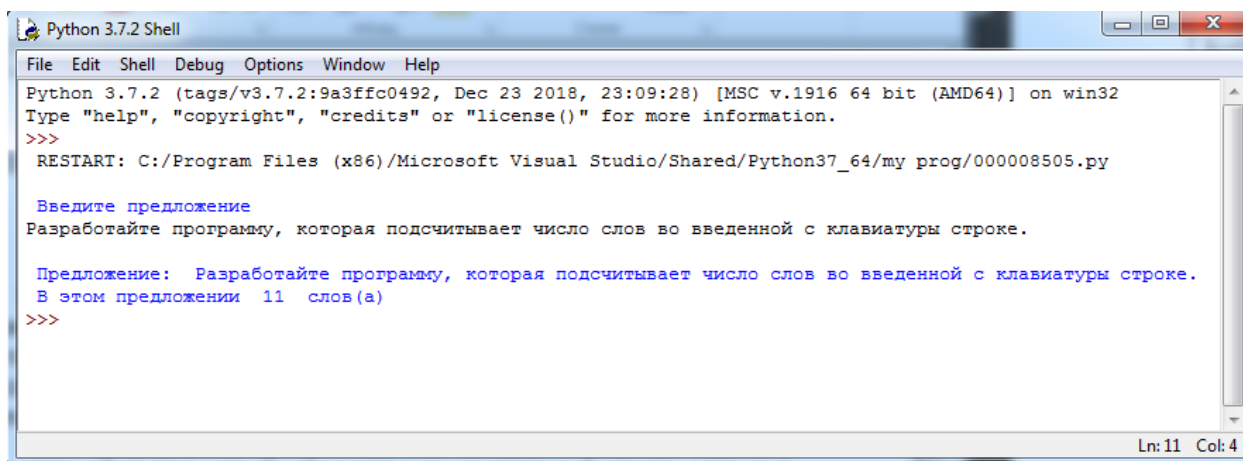 Python 3.7.2 Shell
File Edit Shell Debug Options Window Help
Python 3.7.2 (tags/v3.7.2:9a3ffc0492, Dec 23 2018, 23:09:28) [MSC v.1916 64 bit (AMD64)] on win32
Type "help", "copyright", "credits" or "license()" for more information.
>>>
RESTART: C:/Program Files (x86)/Microsoft Visual Studio/Shared/Python37_64/my prog/000008505.py
Введите предложение
Разработайте программу, которая подсчитывает число слов во введенной с клавиатуры строке.
Предложение:  Разработайте программу, которая подсчитывает число слов во введенной с клавиатуры строке.
В этом предложении  11  слов(а)
>>>
Ln: 11 Col: 4